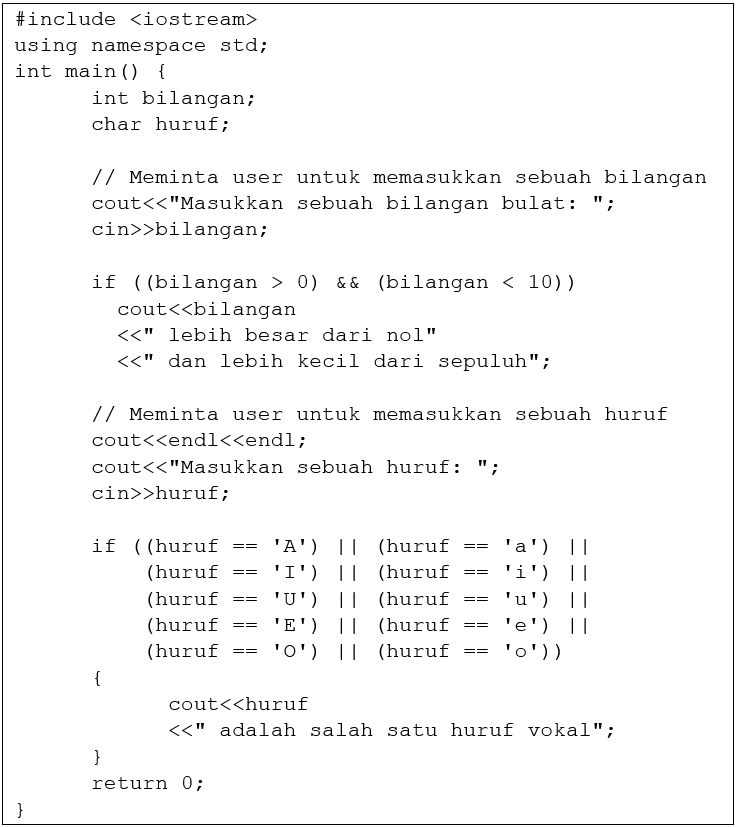 #include <iostream>
using namespace std;
int main() {
      int bilangan;
      char huruf;

      // Meminta user untuk memasukkan sebuah bilangan
      cout<<"Masukkan sebuah bilangan bulat: ";
      cin>>bilangan;

      if ((bilangan > 0) && (bilangan < 10))
        cout<<bilangan
        <<" lebih besar dari nol"
        <<" dan lebih kecil dari sepuluh";

      // Meminta user untuk memasukkan sebuah huruf
      cout<<endl<<endl;
      cout<<"Masukkan sebuah huruf: ";
      cin>>huruf;

      if ((huruf == 'A') || (huruf == 'a') ||
          (huruf == 'I') || (huruf == 'i') ||
          (huruf == 'U') || (huruf == 'u') ||
          (huruf == 'E') || (huruf == 'e') ||
          (huruf == 'O') || (huruf == 'o'))
      {
            cout<<huruf
            <<" adalah salah satu huruf vokal";
      }
      return 0;
}